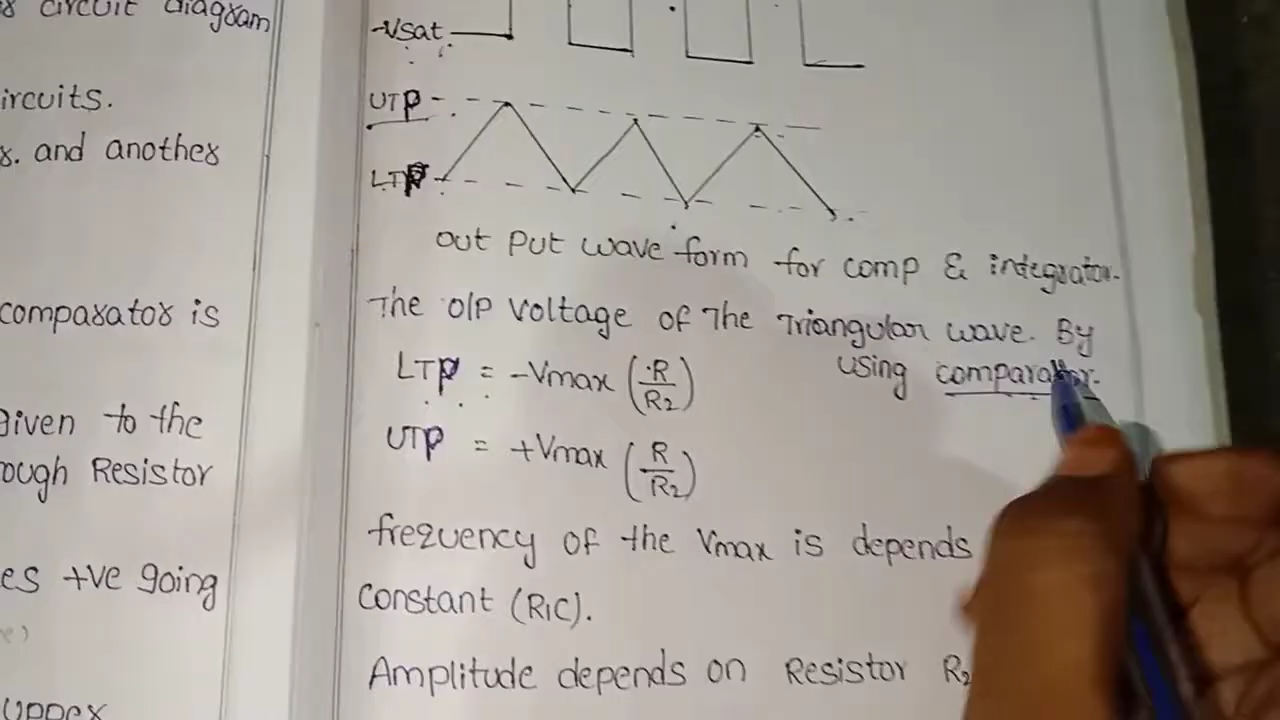 circuit diagram
ircuits.
and another
comparator is
given to the
ough Resistor
es +ve going
upper
-Vsat
UTP
LTP
out put wave form for comp & integrator.
The o/p voltage of The Triangular wave. By
using comparator.
LTP = -Vmax (R/R2)
UTP = +Vmax (R/R2)
frequency of the Vmax is depends
constant (R1C).
Amplitude depends on Resistor R2